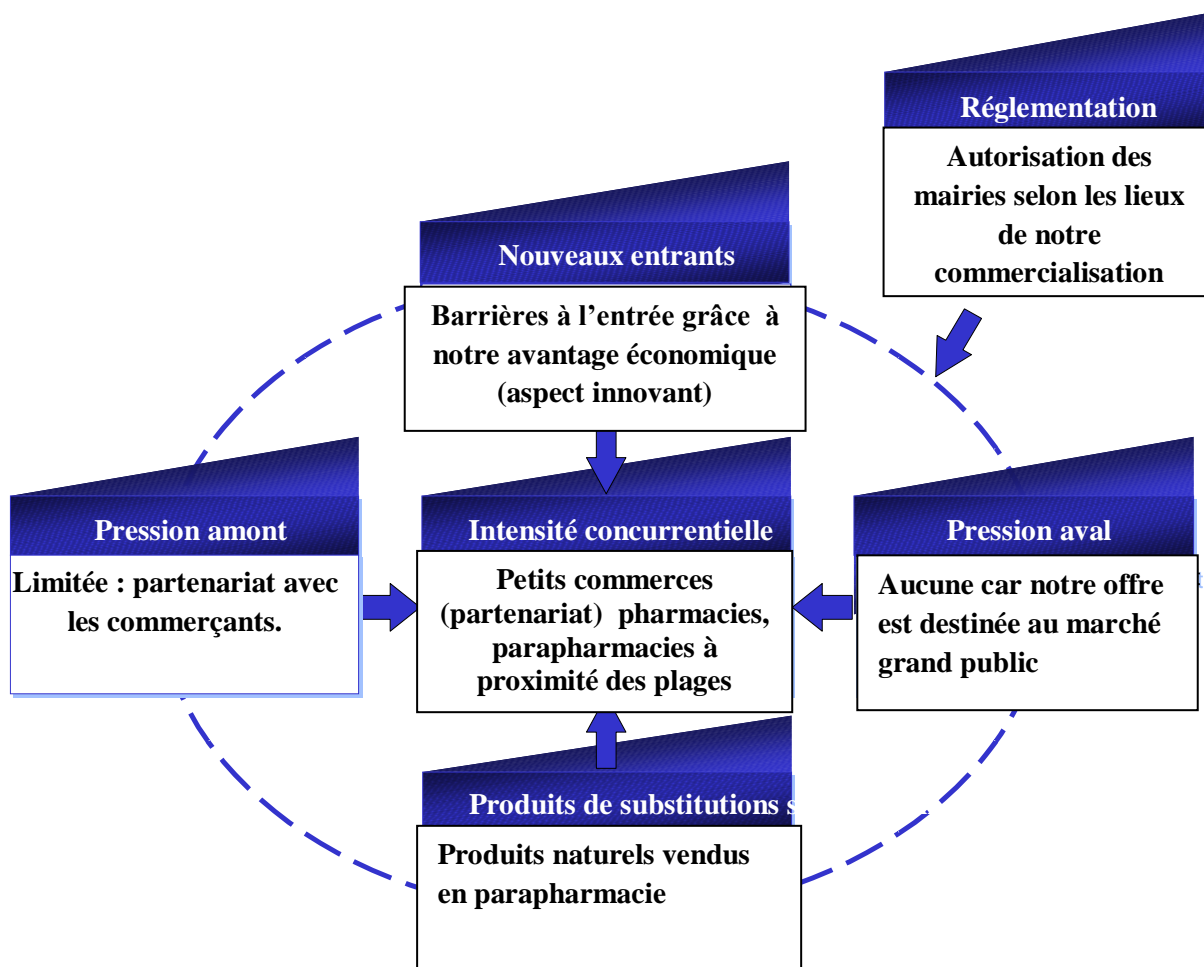 Réglementation
Autorisation des
mairies selon les lieux
de notre
commercialisation
Nouveaux entrants
Barrières à l’entrée grâce à
notre avantage économique
(aspect innovant)
Pression amont
Limitée : partenariat avec
les commerçants.
Intensité concurrentielle
Petits commerces
(partenariat) pharmacies,
parapharmacies à
proximité des plages
Pression aval
Aucune car notre offre
est destinée au marché
grand public
Produits de substitutions s
Produits naturels vendus
en parapharmacie